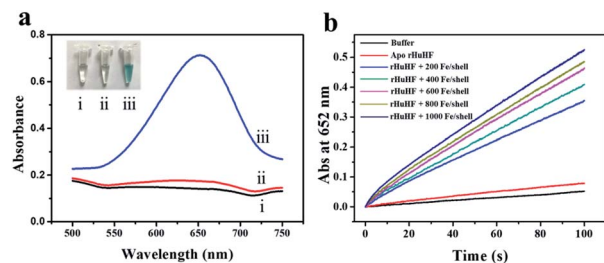 a
0.8
0.6
0.4
0.2
0.0
Absorbance
i ii iii
iii
ii
i
500 550 600 650 700 750
Wavelength (nm)
b
0.5
0.4
0.3
0.2
0.1
0.0
Abs at 652 nm
Buffer
Apo rHuHF
rHuHF + 200 Fe/shell
rHuHF + 400 Fe/shell
rHuHF + 600 Fe/shell
rHuHF + 800 Fe/shell
rHuHF + 1000 Fe/shell
0 20 40 60 80 100
Time (s)